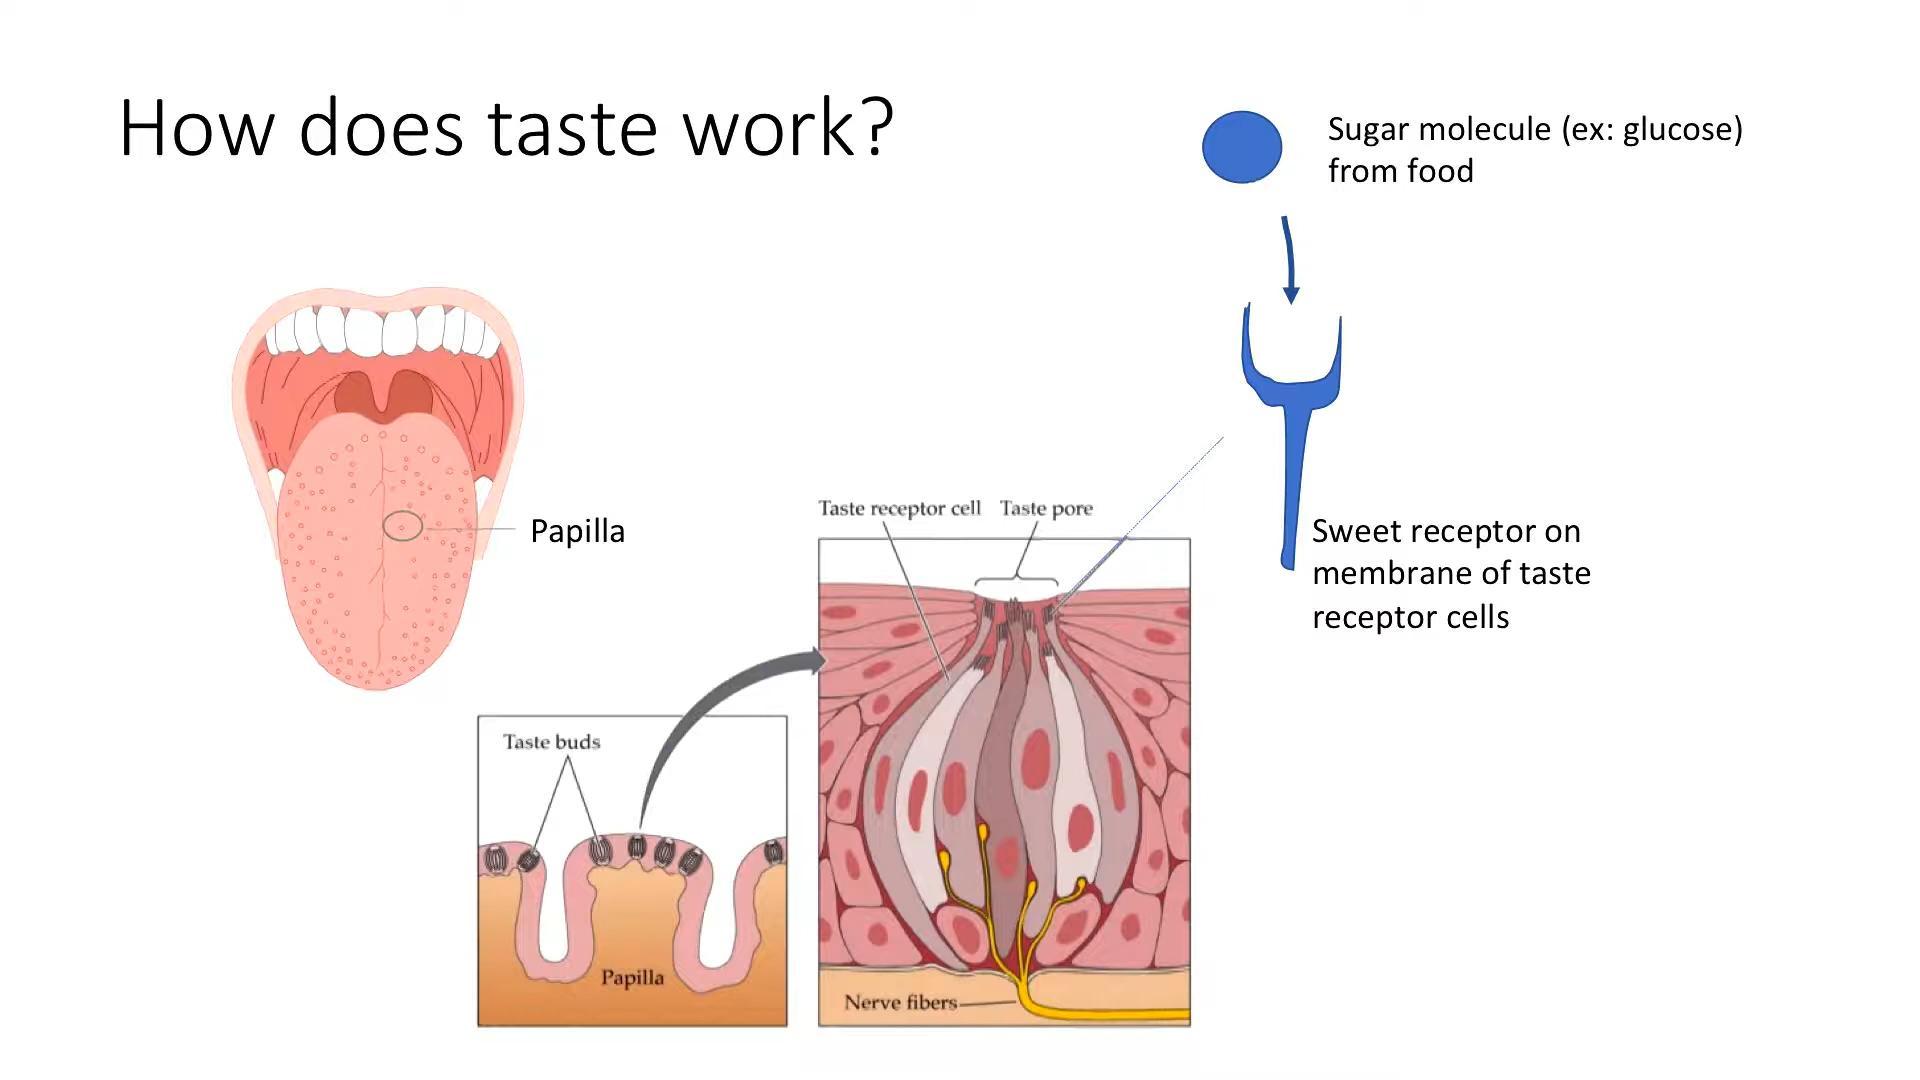 How does taste work?
Sugar molecule (ex: glucose)
from food
Papilla
Taste receptor cell
Taste pore
Sweet receptor on
membrane of taste
receptor cells
Taste buds
Papilla
Nerve fibers